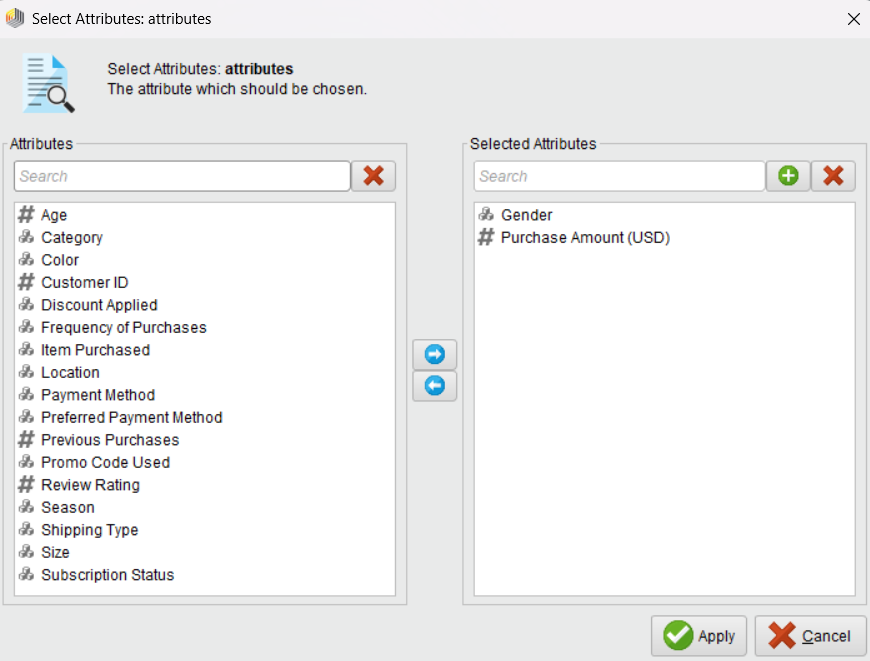 Select Attributes: attributes
Select Attributes: attributes
The attribute which should be chosen.
Attributes
Search
Age
Category
Color
Customer ID
Discount Applied
Frequency of Purchases
Item Purchased
Location
Payment Method
Preferred Payment Method
Previous Purchases
Promo Code Used
Review Rating
Season
Shipping Type
Size
Subscription Status
Selected Attributes
Search
Gender
Purchase Amount (USD)
Apply
Cancel